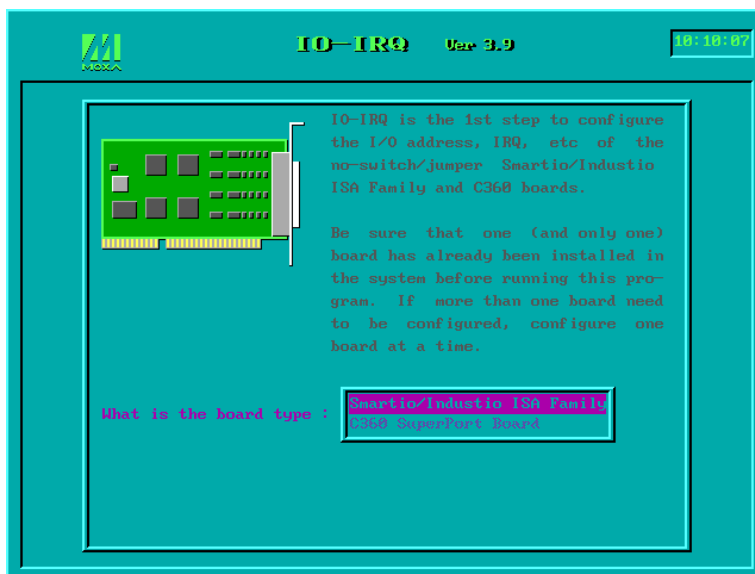 MOXA
IO-IRQ Ver 3.9
10:10:07
IO-IRQ is the 1st step to configure
the I/O address, IRQ, etc of the
no-switch/jumper Smartio/Industio
ISA Family and C360 boards.
Be sure that one (and only one)
board has already been installed in
the system before running this pro-
gram. If more than one board need
to be configured, configure one
board at a time.
What is the board type :
Smartio/Industio ISA Family
C360 SuperPort Board